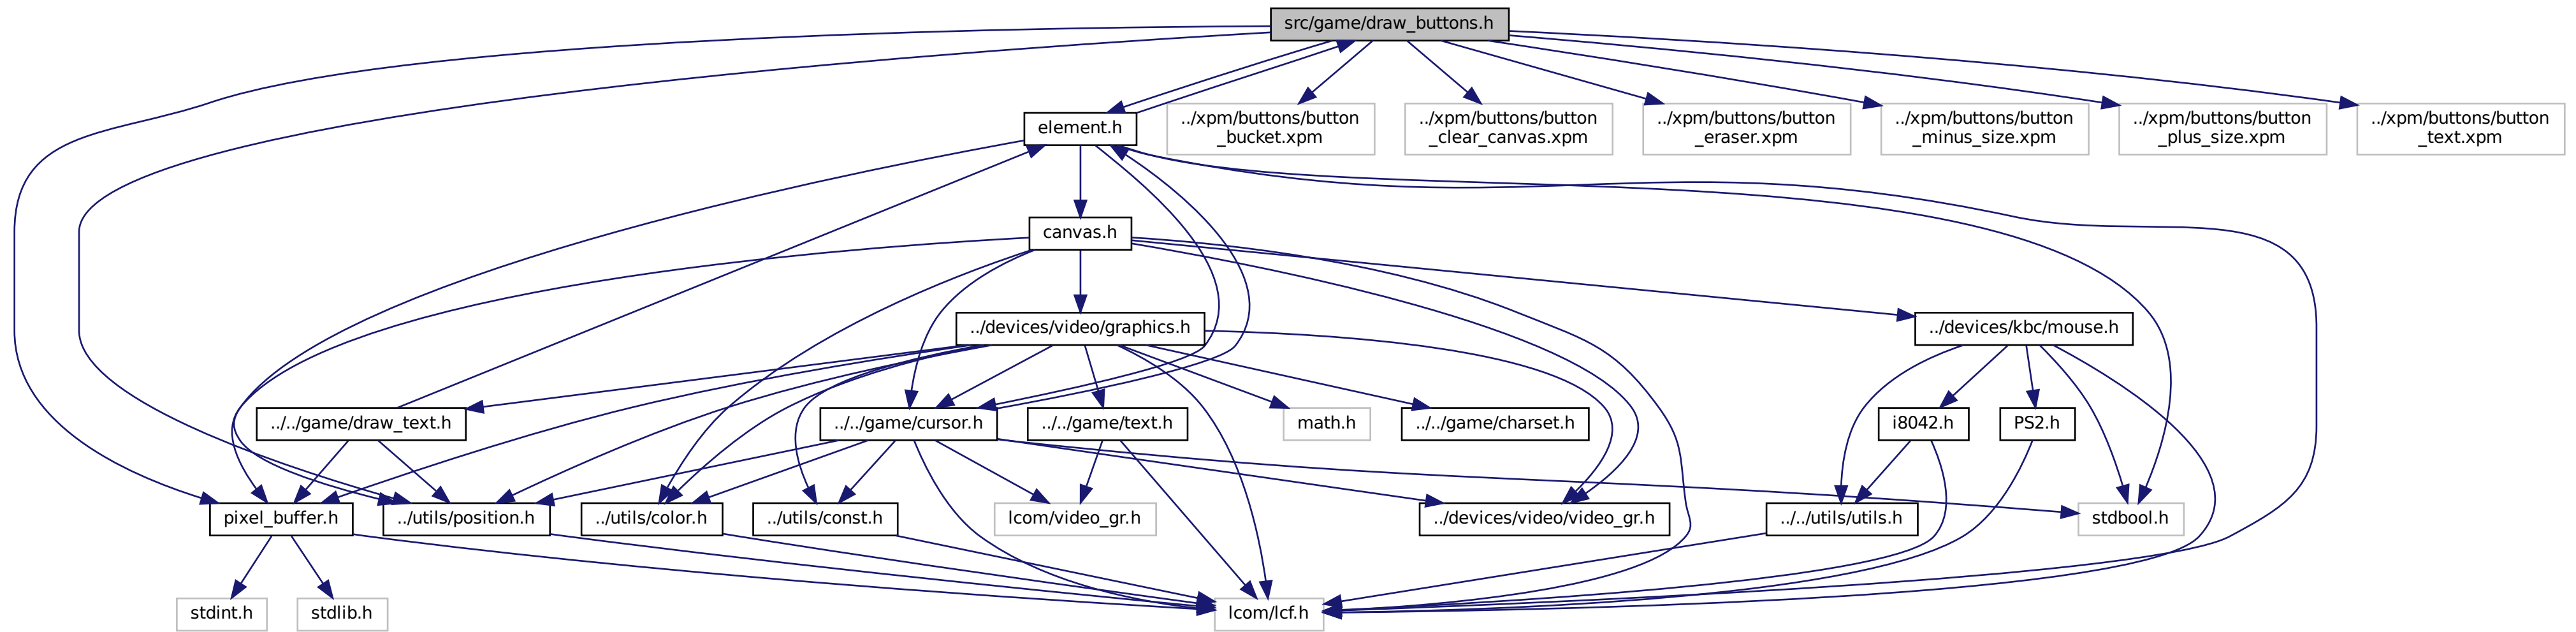 src/game/draw_buttons.h
element.h
../xpm/buttons/button
_bucket.xpm
../xpm/buttons/button
_clear_canvas.xpm
../xpm/buttons/button
_eraser.xpm
../xpm/buttons/button
_minus_size.xpm
../xpm/buttons/button
_plus_size.xpm
../xpm/buttons/button
_text.xpm
canvas.h
../devices/video/graphics.h
../devices/kbc/mouse.h
../../game/draw_text.h
../../game/cursor.h
../../game/text.h
math.h
../../game/charset.h
i8042.h
PS2.h
pixel_buffer.h
../utils/position.h
../utils/color.h
../utils/const.h
lcom/video_gr.h
../devices/video/video_gr.h
../../utils/utils.h
stdbool.h
stdint.h
stdlib.h
lcom/lcf.h